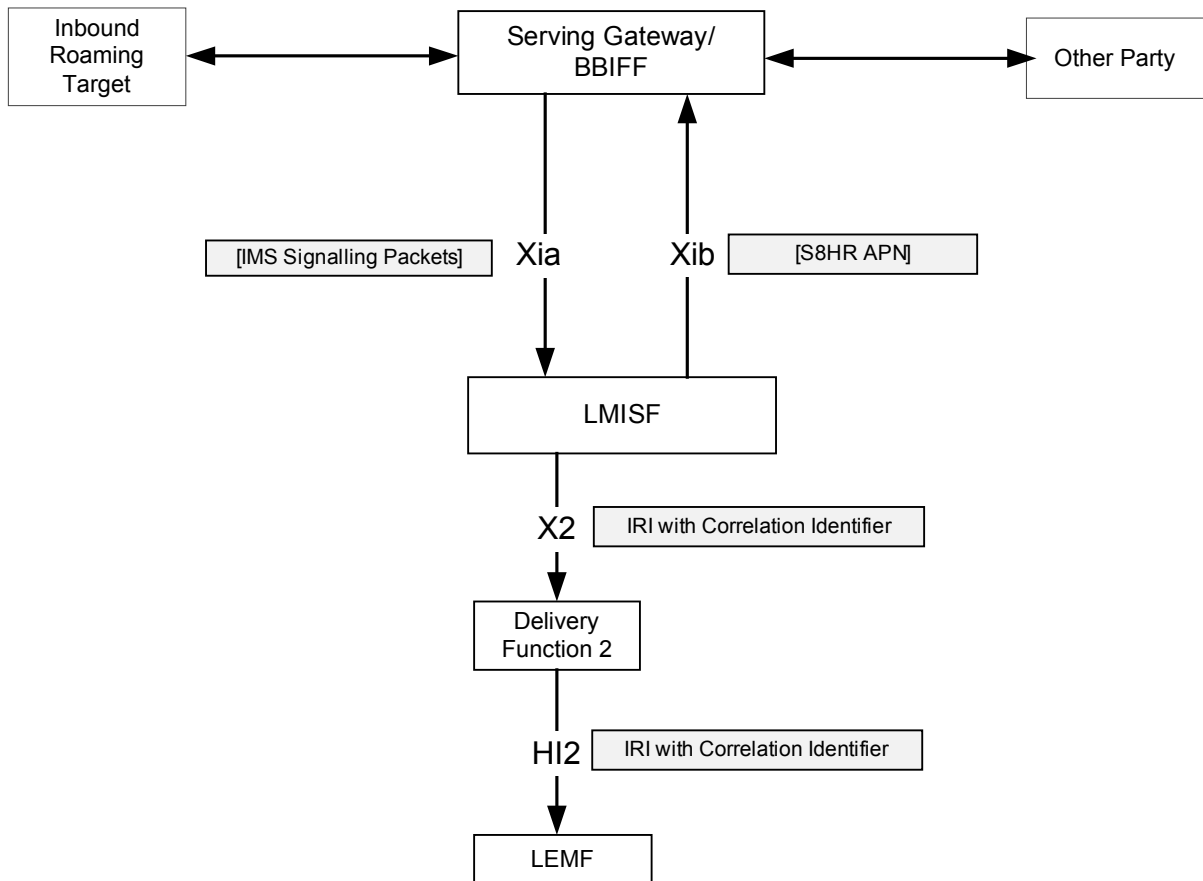 Inbound
Roaming
Target
Serving Gateway/
BBIFF
Other Party
[IMS Signalling Packets]
Xia
Xib
[S8HR APN]
LMISF
X2
IRI with Correlation Identifier
Delivery
Function 2
HI2
IRI with Correlation Identifier
LEMF